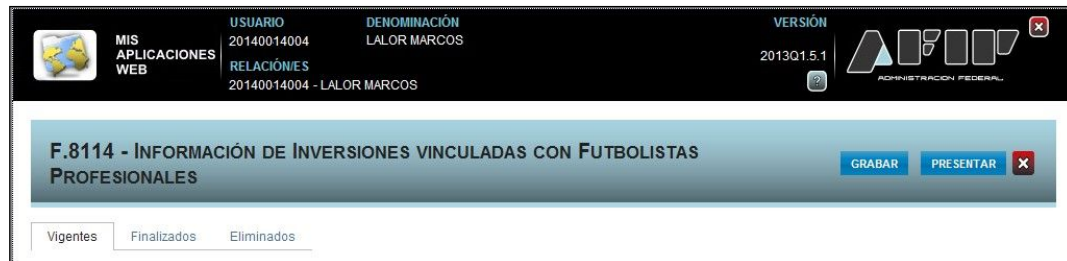 MIS
APLICACIONES
WEB
USUARIO
20140014004
RELACIÓN/ES
20140014004 - LALOR MARCOS
DENOMINACIÓN
LALOR MARCOS
VERSIÓN
2013Q1.5.1
?
AFIP
ADMINISTRACION FEDERAL
F.8114 - INFORMACIÓN DE INVERSIONES VINCULADAS CON FUTBOLISTAS
PROFESIONALES
GRABAR
PRESENTAR
Vigentes
Finalizados
Eliminados